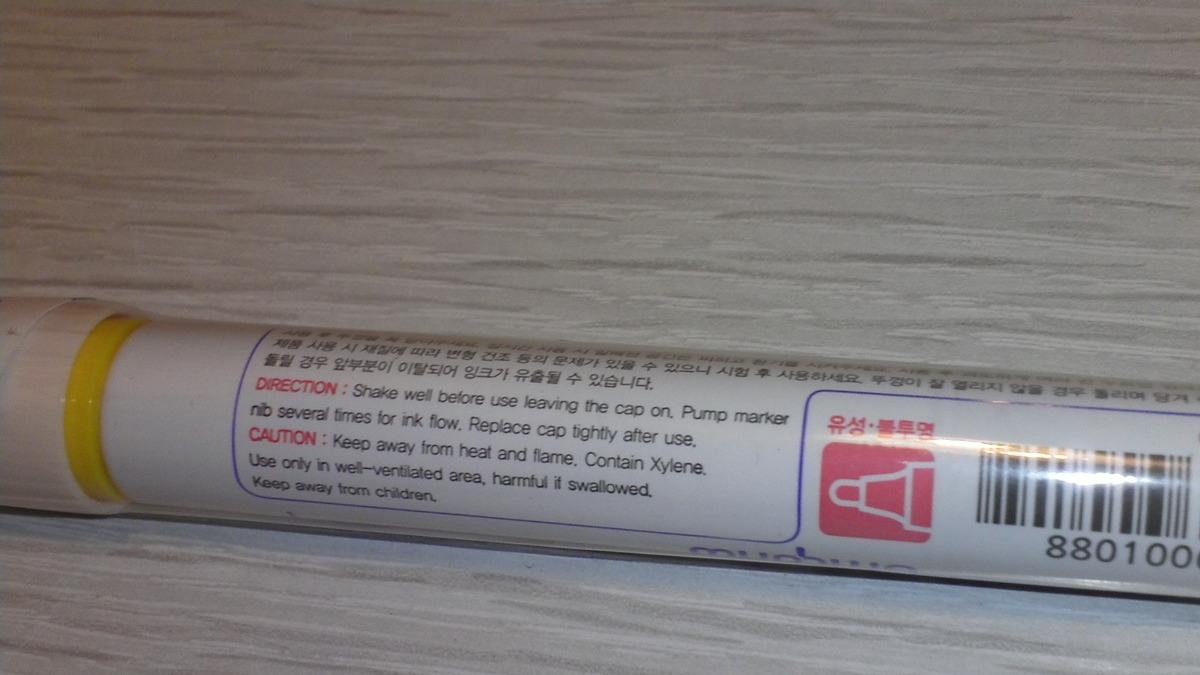 제품 사용 시 재질에 따라 변형 건조 등의 문제가 있을 수 있으니 시험 후 사용하세요. 뚜껑이 잘 열리지 않을 경우 돌리며 당겨
돌릴 경우 앞부분이 이탈되어 잉크가 유출될 수 있습니다.
DIRECTION : Shake well before use leaving the cap on. Pump marker
nib several times for ink flow. Replace cap tightly after use.
CAUTION : Keep away from heat and flame. Contain Xylene.
Use only in well-ventilated area, harmful if swallowed.
Keep away from children.
유성·불투명
880100